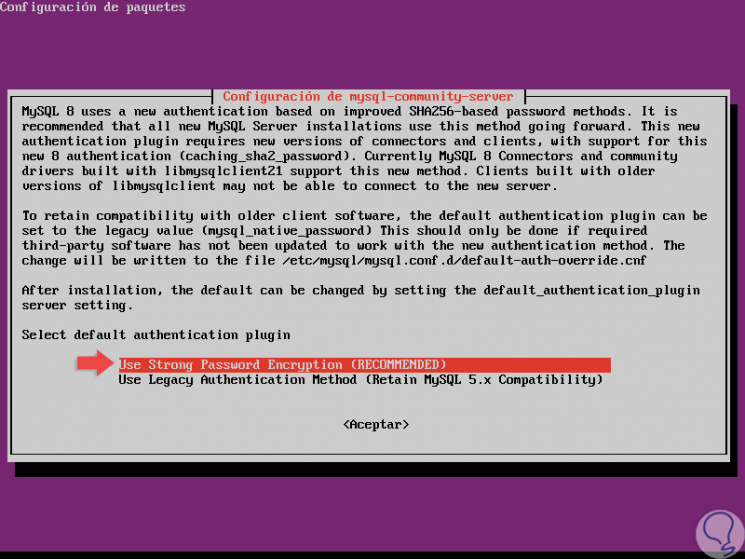 Configuración de paquetes
Configuración de mysql-community-server
MySQL 8 uses a new authentication based on improved SHA256-based password methods. It is
recommended that all new MySQL Server installations use this method going forward. This new
authentication plugin requires new versions of connectors and clients, with support for this
new 8 authentication (caching_sha2_password). Currently MySQL 8 Connectors and community
drivers built with libmysqlclient21 support this new method. Clients built with older
versions of libmysqlclient may not be able to connect to the new server.
To retain compatibility with older client software, the default authentication plugin can be
set to the legacy value (mysql_native_password) This should only be done if required
third-party software has not been updated to work with the new authentication method. The
change will be written to the file /etc/mysql/mysql.conf.d/default-auth-override.cnf
After installation, the default can be changed by setting the default_authentication_plugin
server setting.
Select default authentication plugin
Use Strong Password Encryption (RECOMMENDED)
Use Legacy Authentication Method (Retain MySQL 5.x Compatibility)
<Aceptar>